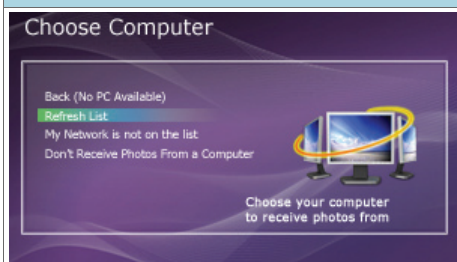 Choose Computer
Back (No PC Available)
Refresh List
My Network is not on the list
Don't Receive Photos From a Computer
Choose your computer
to receive photos from